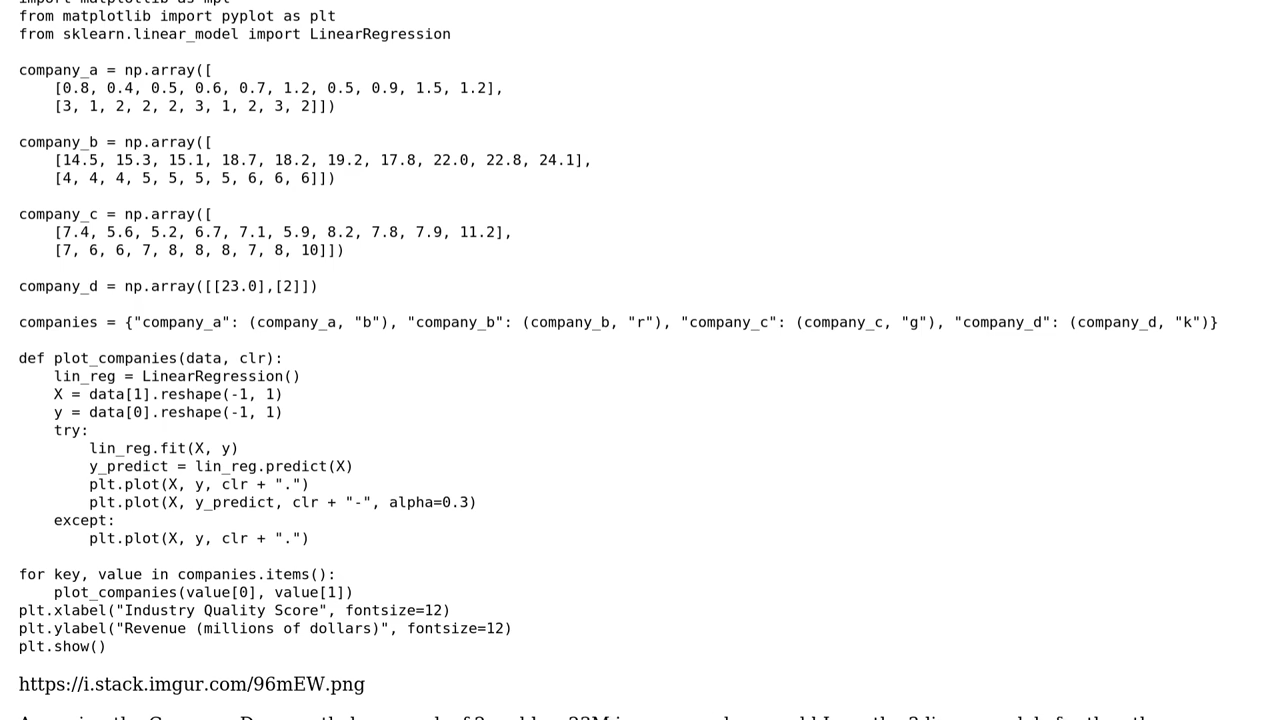 import matplotlib as mpl
from matplotlib import pyplot as plt
from sklearn.linear_model import LinearRegression

company_a = np.array([
    [0.8, 0.4, 0.5, 0.6, 0.7, 1.2, 0.5, 0.9, 1.5, 1.2],
    [3, 1, 2, 2, 2, 3, 1, 2, 3, 2]])

company_b = np.array([
    [14.5, 15.3, 15.1, 18.7, 18.2, 19.2, 17.8, 22.0, 22.8, 24.1],
    [4, 4, 4, 5, 5, 5, 5, 6, 6, 6]])

company_c = np.array([
    [7.4, 5.6, 5.2, 6.7, 7.1, 5.9, 8.2, 7.8, 7.9, 11.2],
    [7, 6, 6, 7, 8, 8, 8, 7, 8, 10]])

company_d = np.array([[23.0],[2]])

companies = {"company_a": (company_a, "b"), "company_b": (company_b, "r"), "company_c": (company_c, "g"), "company_d": (company_d, "k")}

def plot_companies(data, clr):
    lin_reg = LinearRegression()
    X = data[1].reshape(-1, 1)
    y = data[0].reshape(-1, 1)
    try:
        lin_reg.fit(X, y)
        y_predict = lin_reg.predict(X)
        plt.plot(X, y, clr + ".")
        plt.plot(X, y_predict, clr + "-", alpha=0.3)
    except:
        plt.plot(X, y, clr + ".")

for key, value in companies.items():
    plot_companies(value[0], value[1])
plt.xlabel("Industry Quality Score", fontsize=12)
plt.ylabel("Revenue (millions of dollars)", fontsize=12)
plt.show()

https://i.stack.imgur.com/96mEW.png